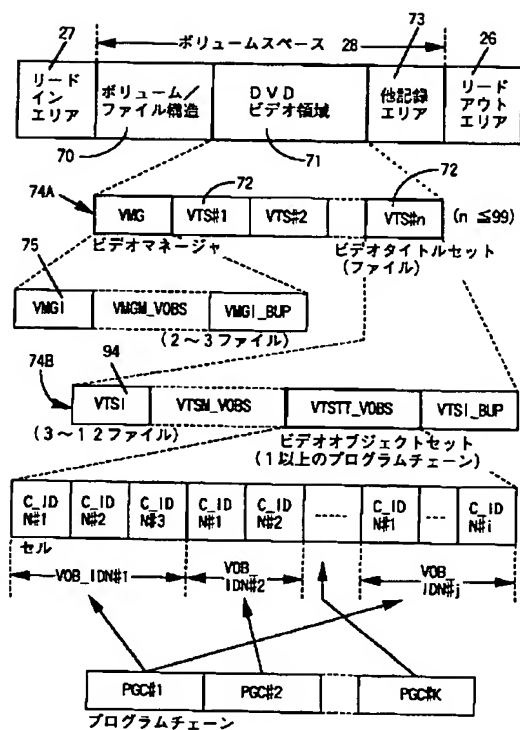 27
ボリュームスペース 28
73
26
リード
イン
エリア
ボリューム／
ファイル構造
DVD
ビデオ領域
他記録
エリア
リード
アウト
エリア
70
71
74A
72
72
VMG
VTS#1
VTS#2
VTS#n
(n ≦99)
ビデオマネージャ
ビデオタイトルセット
(ファイル)
75
VMGI
VMGM_VOBS
VMGI_BUP
(2～3ファイル)
74B
94
VTSI
VTSM_VOBS
VTSTT_VOBS
VTSI_BUP
(3～12ファイル)
ビデオオブジェクトセット
(1以上のプログラムチェーン)
C_ID
N#1
C_ID
N#2
C_ID
N#3
C_ID
N#1
C_ID
N#2
C_ID
N#1
C_ID
N#i
セル
VOB_IDN#1
VOB_
IDN#2
VOB_
IDN#j
PGC#1
PGC#2
PGC#K
プログラムチェーン